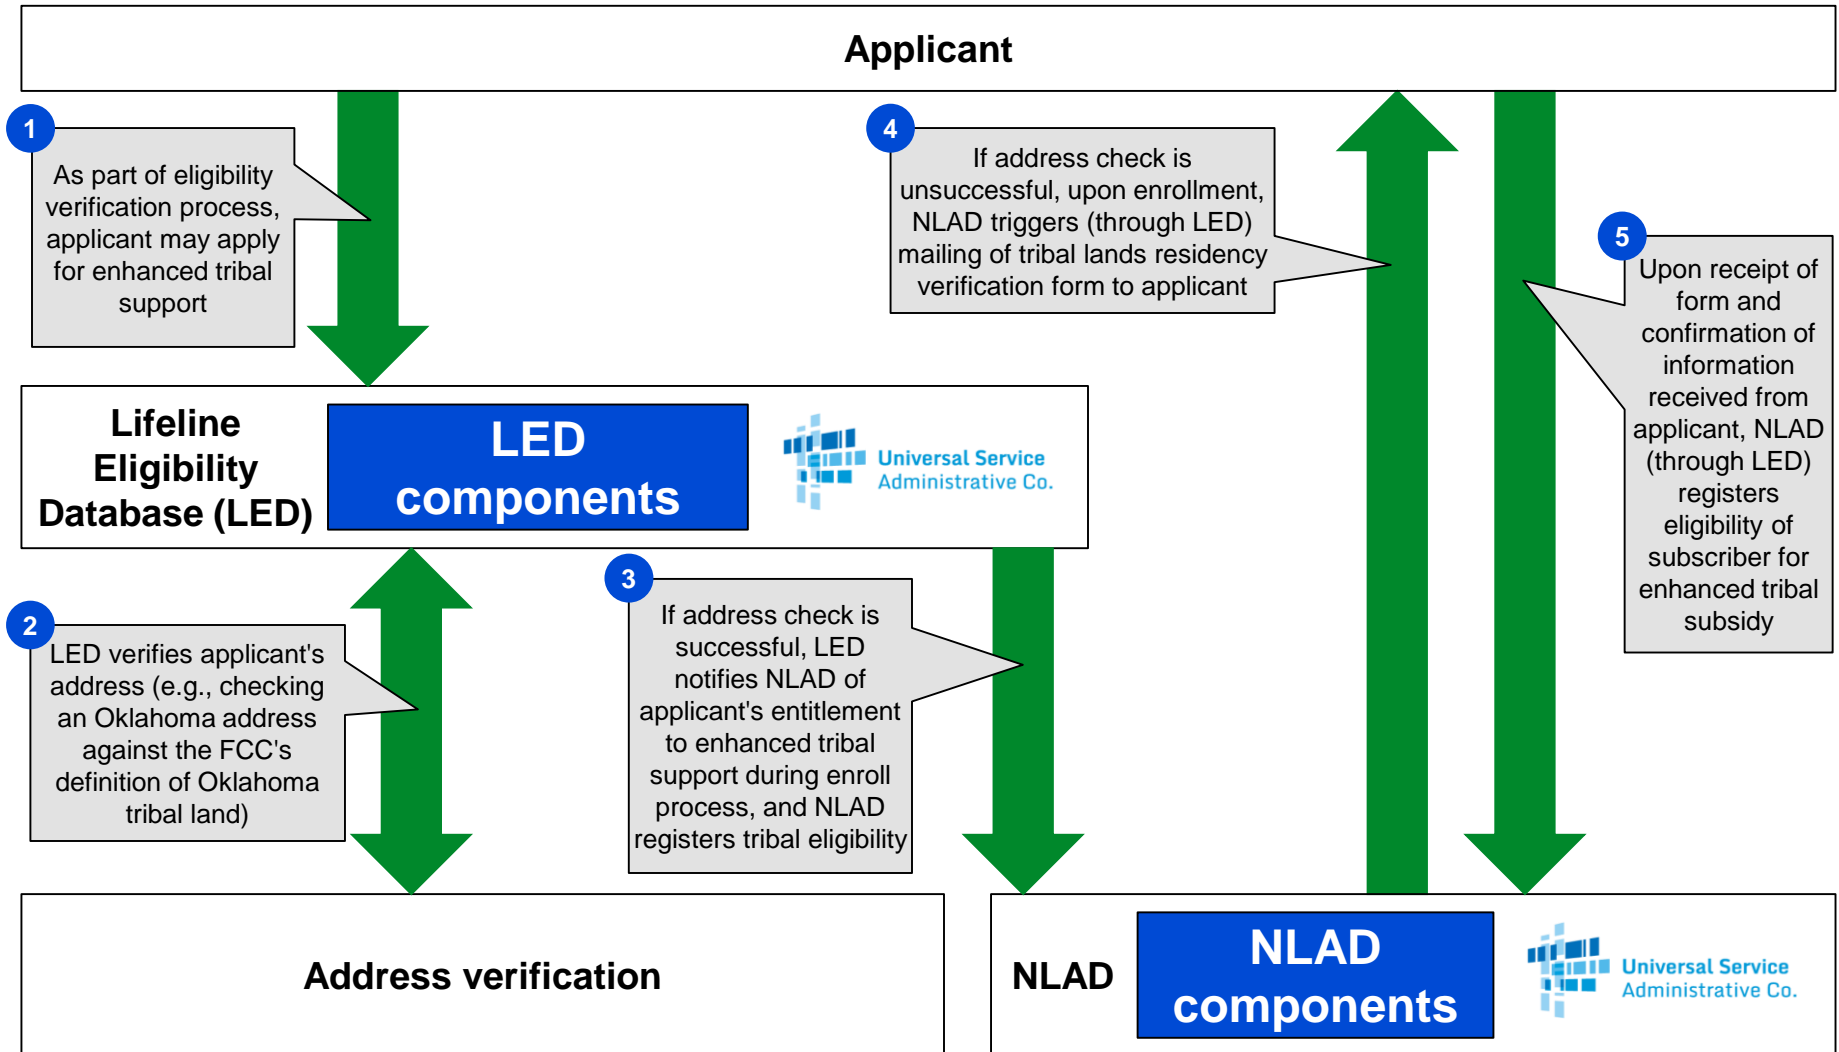 Applicant
1
As part of eligibility
verification process,
applicant may apply
for enhanced tribal
support
4
If address check is
unsuccessful, upon enrollment,
NLAD triggers (through LED)
mailing of tribal lands residency
verification form to applicant
5
Upon receipt of
form and
confirmation of
information
received from
applicant, NLAD
(through LED)
registers
eligibility of
subscriber for
enhanced tribal
subsidy
Lifeline
Eligibility
Database (LED)
LED
components
Universal Service
Administrative Co.
2
LED verifies applicant's
address (e.g., checking
an Oklahoma address
against the FCC's
definition of Oklahoma
tribal land)
3
If address check is
successful, LED
notifies NLAD of
applicant's entitlement
to enhanced tribal
support during enroll
process, and NLAD
registers tribal eligibility
Address verification
NLAD
NLAD
components
Universal Service
Administrative Co.